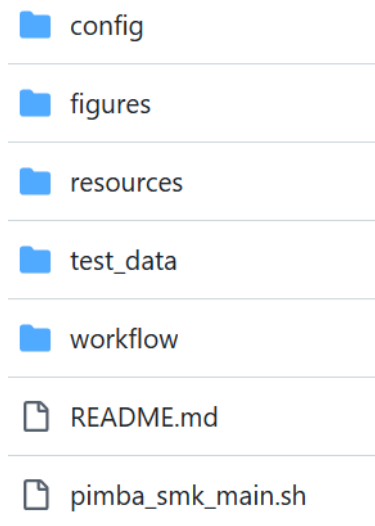 config
figures
resources
test_data
workflow
README.md
pimba_smk_main.sh